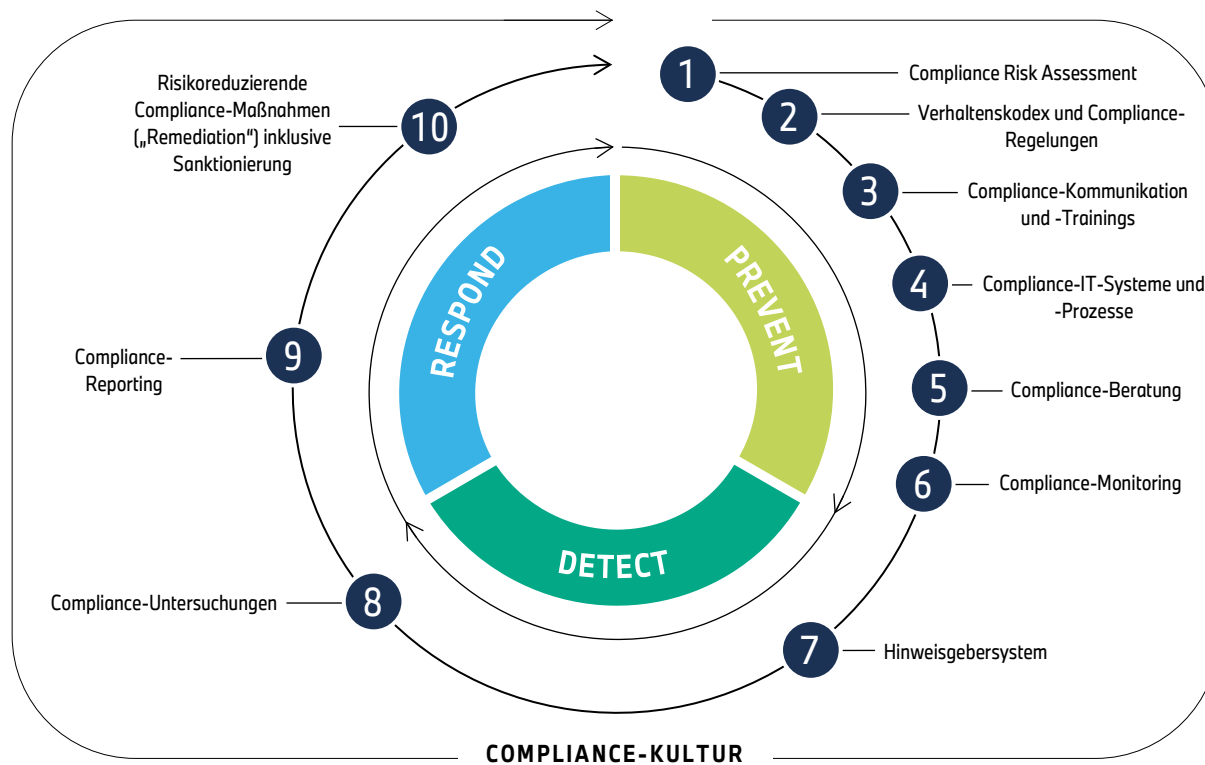 1
Compliance Risk Assessment
2
Verhaltenskodex und Compliance-
Regelungen
3
Compliance-Kommunikation
und -Trainings
4
Compliance-IT-Systeme und
-Prozesse
5
Compliance-Beratung
6
Compliance-Monitoring
7
Hinweisgebersystem
8
Compliance-Untersuchungen
9
Compliance-
Reporting
10
Risikoreduzierende
Compliance-Maßnahmen
(„Remediation“) inklusive
Sanktionierung
RESPOND
PREVENT
DETECT
COMPLIANCE-KULTUR